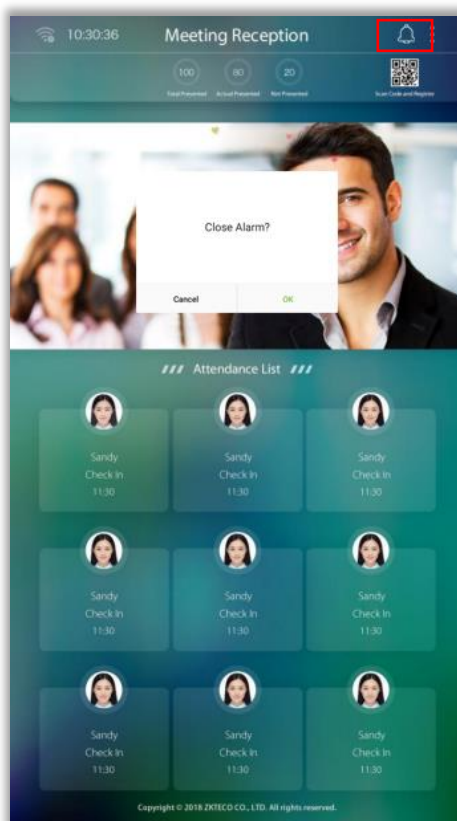 10:30:36
Meeting Reception
100
80
20
Total Presented
Actual Presented
Not Presented
Scan Code and Register
Close Alarm?
Cancel
OK
Attendance List
Sandy
Check In
11:30
Sandy
Check In
11:30
Sandy
Check In
11:30
Sandy
Check In
11:30
Sandy
Check In
11:30
Sandy
Check In
11:30
Sandy
Check In
11:30
Sandy
Check In
11:30
Sandy
Check In
11:30
Copyright © 2018 ZKTECO CO., LTD. All rights reserved.